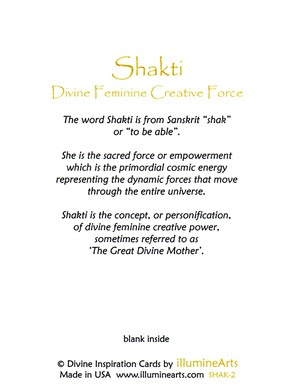 Shakti
Divine Feminine Creative Force
The word Shakti is from Sanskrit “shak”
or “to be able”.
She is the sacred force or empowerment
which is the primordial cosmic energy
representing the dynamic forces that move
through the entire universe.
Shakti is the concept, or personification,
of divine feminine creative power,
sometimes referred to as
‘The Great Divine Mother’.
blank inside
© Divine Inspiration Cards by illumineArts
Made in USA www.illuminearts.com SHAK-2